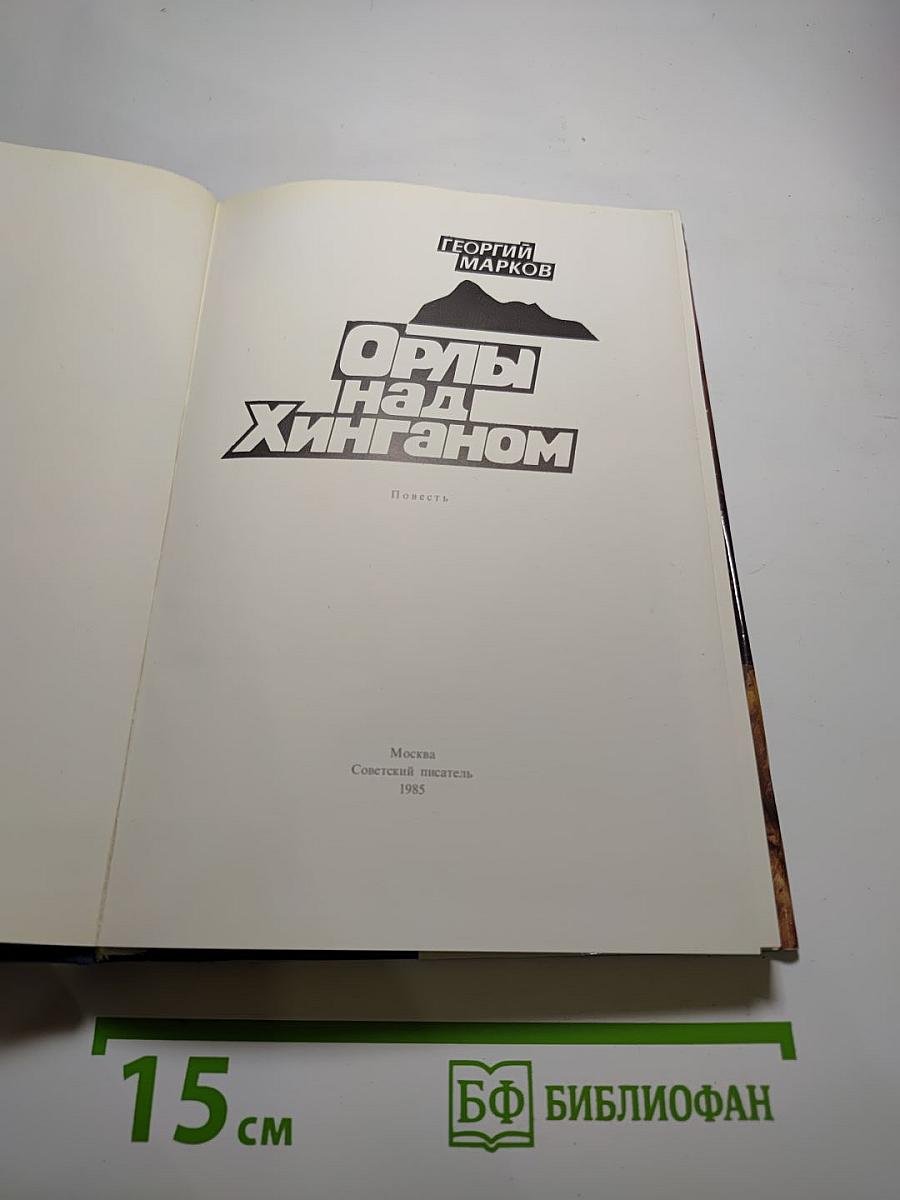 ГЕОРГИЙ
МАРКОВ
ОРЛЫ
над
Хинганом
Повесть
Москва
Советский писатель
1985
15 см
БФ БИБЛИОФАН